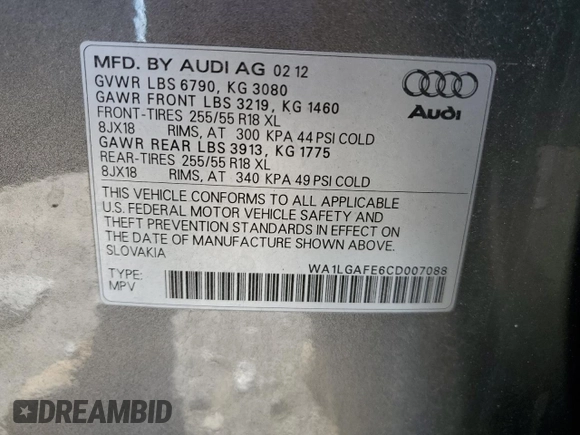 MFD. BY AUDI AG 02 12
GVWR LBS 6790, KG 3080
GAWR FRONT LBS 3219, KG 1460
FRONT-TIRES 255/55 R18 XL
8JX18 RIMS, AT 300 KPA 44 PSI COLD
GAWR REAR LBS 3913, KG 1775
REAR-TIRES 255/55 R18 XL
8JX18 RIMS, AT 340 KPA 49 PSI COLD
Audi
THIS VEHICLE CONFORMS TO ALL APPLICABLE
U.S. FEDERAL MOTOR VEHICLE SAFETY AND
THEFT PREVENTION STANDARDS IN EFFECT ON
THE DATE OF MANUFACTURE SHOWN ABOVE.
SLOVAKIA
WA1LGAFE6CD007088
TYPE:
MPV
DREAMBID